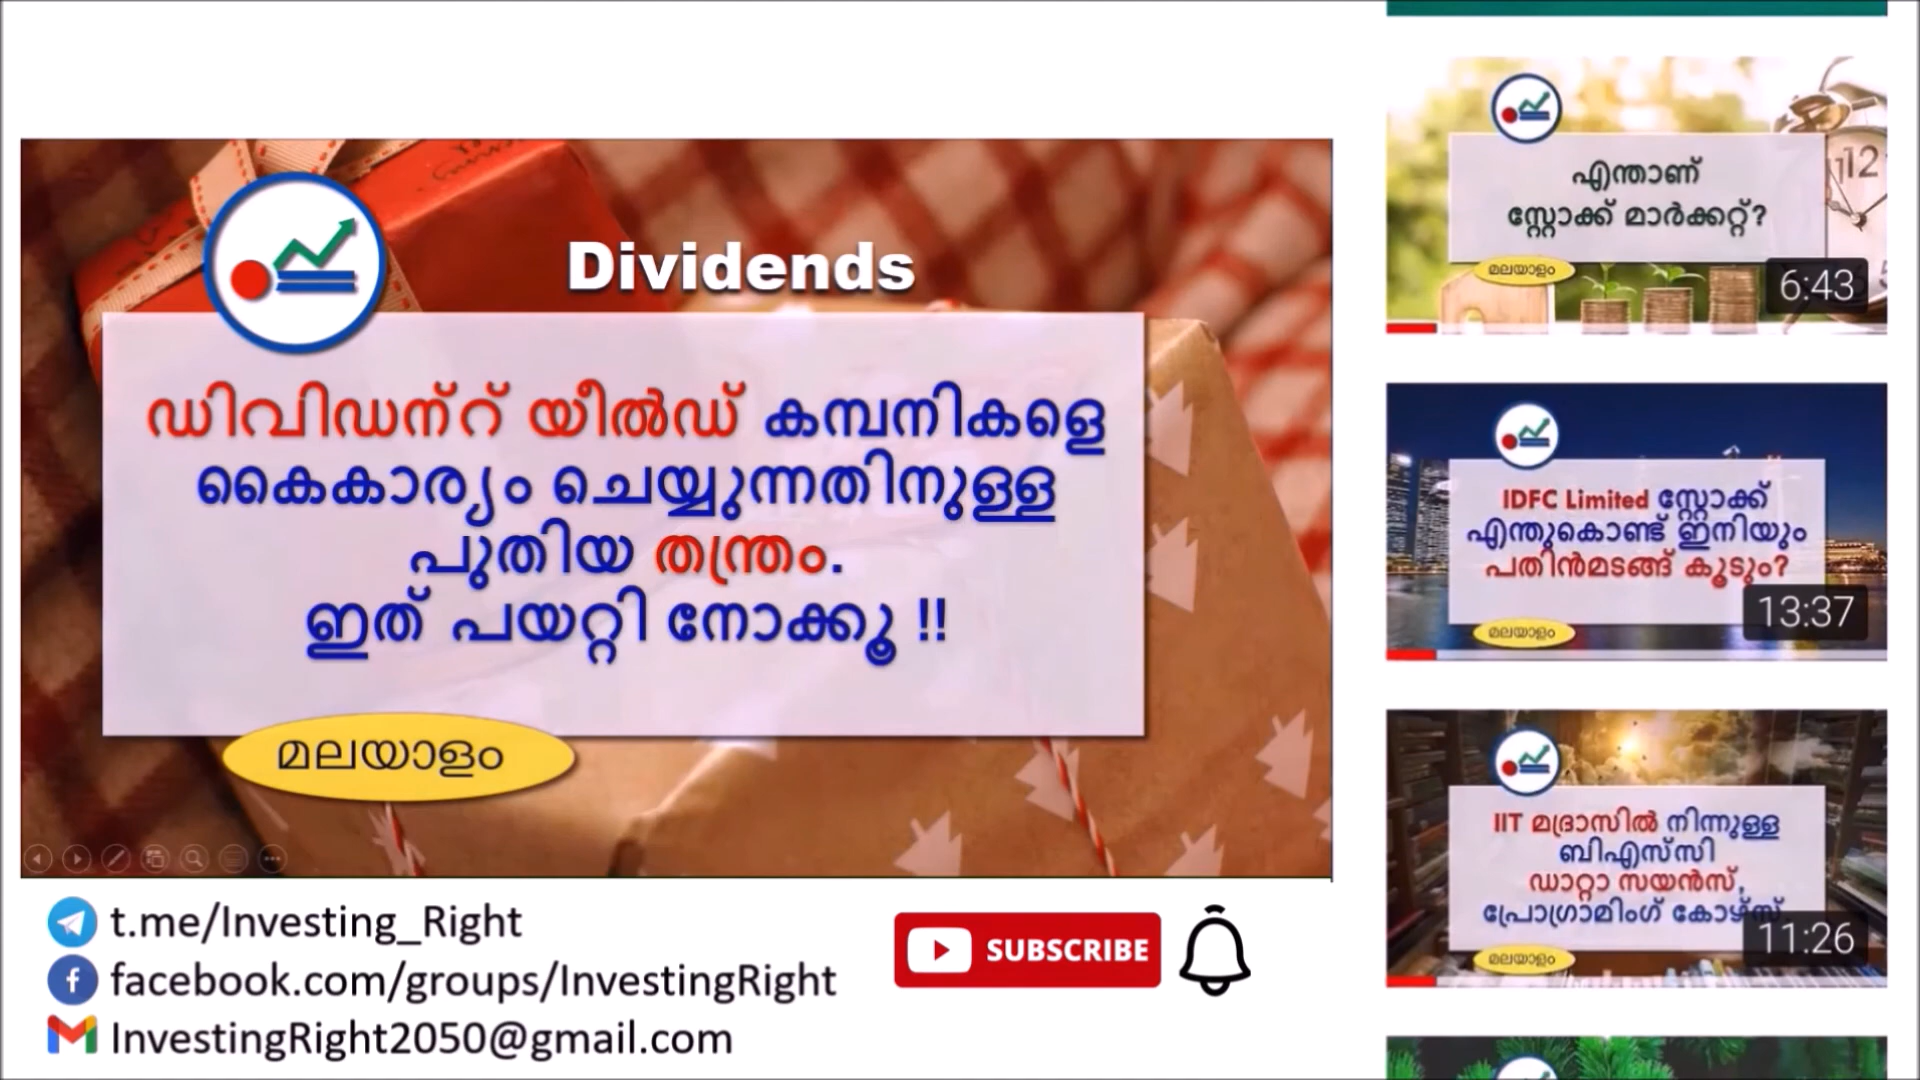 Dividends
ഡിവിഡന്റ് യീൽഡ് കമ്പനികളെ
കൈകാര്യം ചെയ്യുന്നതിനുള്ള
പുതിയ തന്ത്രം.
ഇത് പയറ്റി നോക്കൂ !!
മലയാളം
t.me/Investing_Right
facebook.com/groups/InvestingRight
InvestingRight2050@gmail.com
SUBSCRIBE
എന്താണ്
സ്റ്റോക്ക് മാർക്കറ്റ്?
മലയാളം
12
6:43
IDFC Limited സ്റ്റോക്ക്
എന്തുകൊണ്ട് ഇനിയും
പതിൻമടങ്ങ് കൂടും?
13:37
മലയാളം
IIT മദ്രാസിൽ നിന്നുള്ള
ബിഎസ്‌സി
ഡാറ്റാ സയൻസ്,
പ്രോഗ്രാമിംഗ് കോഴ്സ്
11:26
മലയാളം